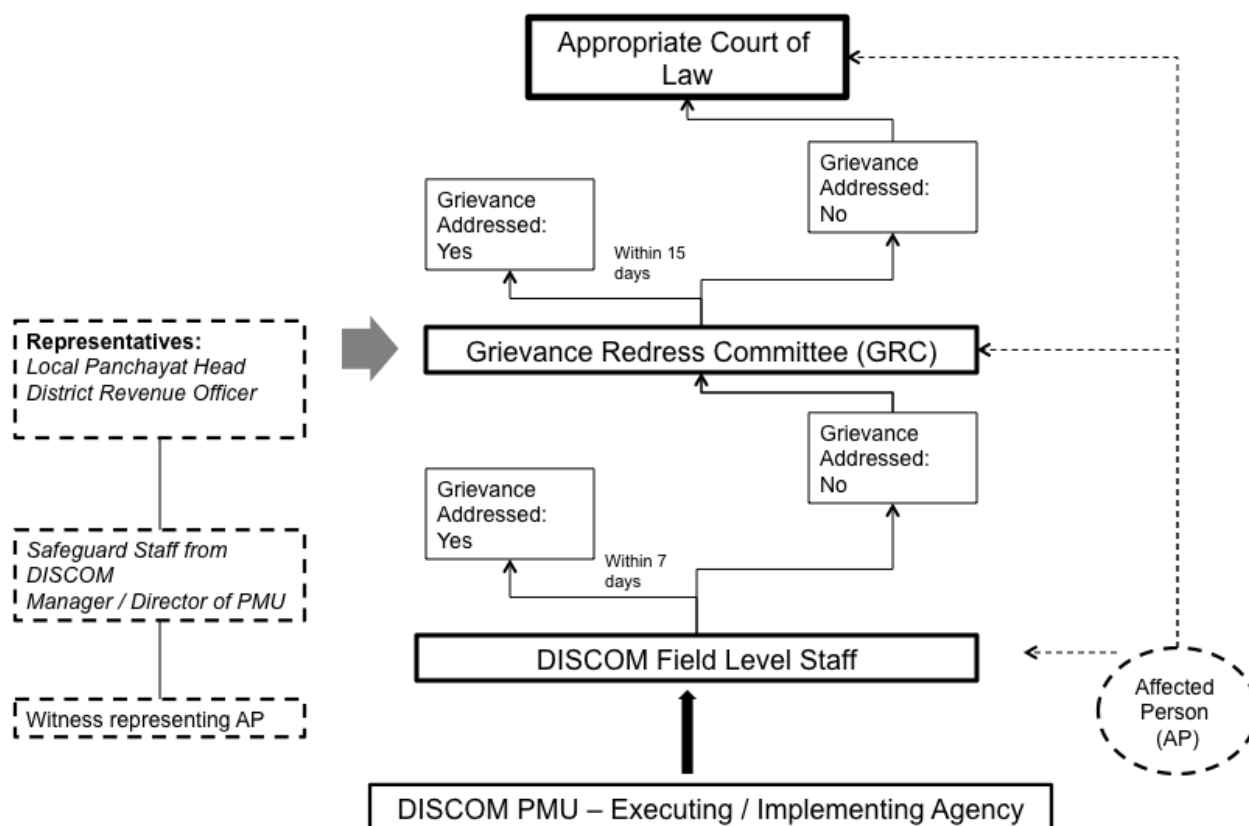 Appropriate Court of
Law
Grievance
Addressed:
No
Grievance
Addressed:
Yes
Within 15
days
Representatives:
Local Panchayat Head
District Revenue Officer
Grievance Redress Committee (GRC)
Grievance
Addressed:
No
Grievance
Addressed:
Yes
Within 7
days
Safeguard Staff from
DISCOM
Manager / Director of PMU
DISCOM Field Level Staff
Affected
Person
(AP)
Witness representing AP
DISCOM PMU – Executing / Implementing Agency